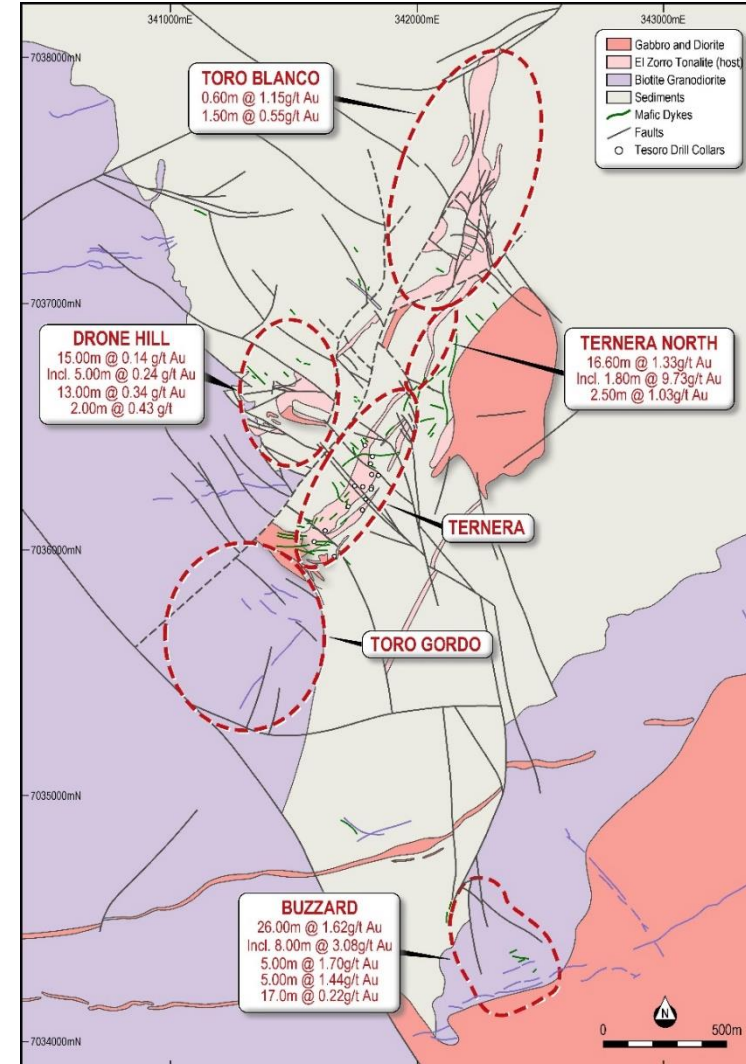 341000mE
342000mE
343000mE
7038000mN
7037000mN
7036000mN
7035000mN
7034000mN
Gabbro and Diorite
El Zorro Tonalite (host)
Biotite Granodiorite
Sediments
Mafic Dykes
Faults
Tesoro Drill Collars
TORO BLANCO
0.60m @ 1.15g/t Au
1.50m @ 0.55g/t Au
DRONE HILL
15.00m @ 0.14 g/t Au
Incl. 5.00m @ 0.24 g/t Au
13.00m @ 0.34 g/t Au
2.00m @ 0.43 g/t
TERNERA NORTH
16.60m @ 1.33g/t Au
Incl. 1.80m @ 9.73g/t Au
2.50m @ 1.03g/t Au
TERNERA
TORO GORDO
BUZZARD
26.00m @ 1.62g/t Au
Incl. 8.00m @ 3.08g/t Au
5.00m @ 1.70g/t Au
5.00m @ 1.44g/t Au
17.0m @ 0.22g/t Au
N
0 500m